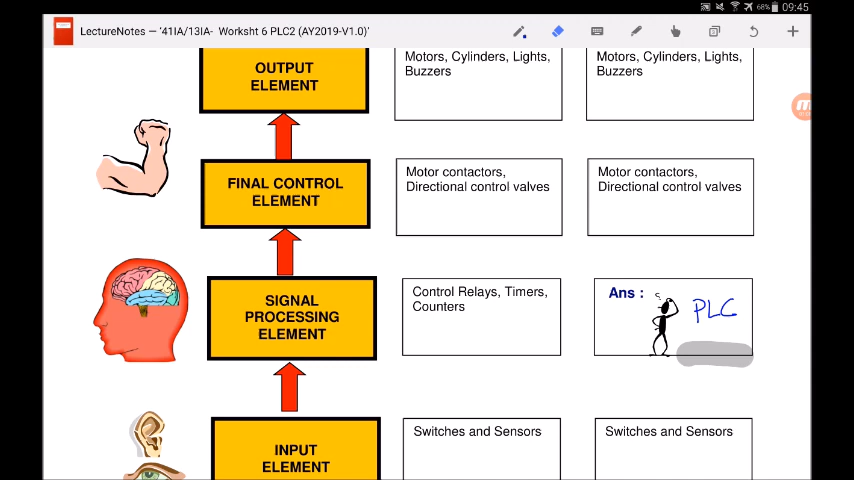 68% 09:45
LectureNotes — '41IA/13IA- Worksht 6 PLC2 (AY2019-V1.0)'
OUTPUT
ELEMENT
Motors, Cylinders, Lights,
Buzzers
Motors, Cylinders, Lights,
Buzzers
FINAL CONTROL
ELEMENT
Motor contactors,
Directional control valves
Motor contactors,
Directional control valves
SIGNAL
PROCESSING
ELEMENT
Control Relays, Timers,
Counters
Ans :
PLC
INPUT
ELEMENT
Switches and Sensors
Switches and Sensors